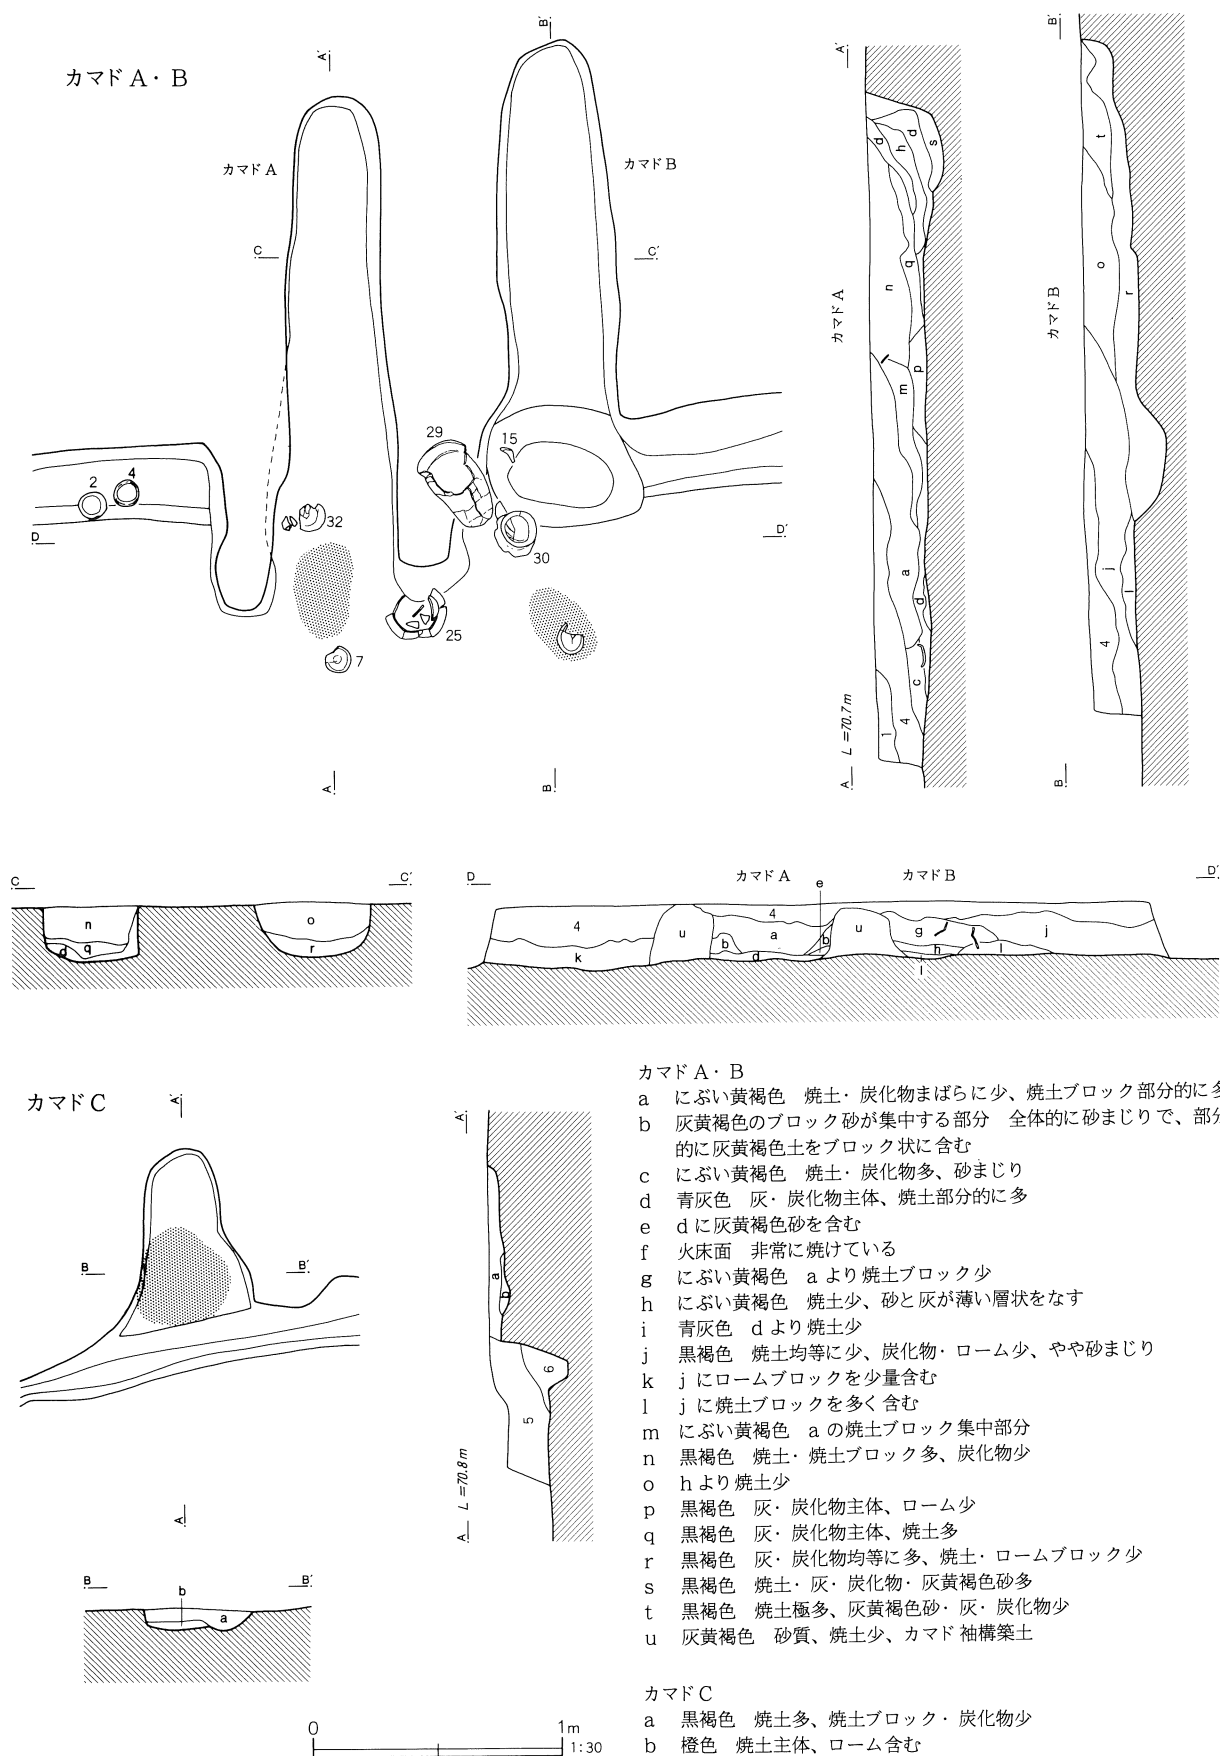 カマド A・B
A′
B′
カマド A
カマド B
C
C′
29
15
2
4
32
30
25
7
D
D′
A
B
A′
d
h
d
s
q
n
カマド A
p
m
a
d
c
4
1
A L=70.7m
B′
t
o
r
カマド B
j
l
4
B
C
C′
n
q
d
o
r
D
カマド A
e
カマド B
D′
4
k
u
4
a
b
b
d
u
g
h
l
j
i
カマド C
A′
B
B′
A
A′
a
b
6
5
A L=70.8m
B
b
B′
a
カマド A・B
a にぶい黄褐色 焼土・炭化物まばらに少、焼土ブロック部分的に多
b 灰黄褐色のブロック砂が集中する部分 全体的に砂まじりで、部分
的に灰黄褐色土をブロック状に含む
c にぶい黄褐色 焼土・炭化物多、砂まじり
d 青灰色 灰・炭化物主体、焼土部分的に多
e dに灰黄褐色砂を含む
f 火床面 非常に焼けている
g にぶい黄褐色 aより焼土ブロック少
h にぶい黄褐色 焼土少、砂と灰が薄い層状をなす
i 青灰色 dより焼土少
j 黒褐色 焼土均等に少、炭化物・ローム少、やや砂まじり
k jにロームブロックを少量含む
l jに焼土ブロックを多く含む
m にぶい黄褐色 aの焼土ブロック集中部分
n 黒褐色 焼土・焼土ブロック多、炭化物少
o hより焼土少
p 黒褐色 灰・炭化物主体、ローム少
q 黒褐色 灰・炭化物主体、焼土多
r 黒褐色 灰・炭化物均等に多、焼土・ロームブロック少
s 黒褐色 焼土・灰・炭化物・灰黄褐色砂多
t 黒褐色 焼土極多、灰黄褐色砂・灰・炭化物少
u 灰黄褐色 砂質、焼土少、カマド袖構築土
カマド C
a 黒褐色 焼土多、焼土ブロック・炭化物少
b 橙色 焼土主体、ローム含む
0
1m
1:30